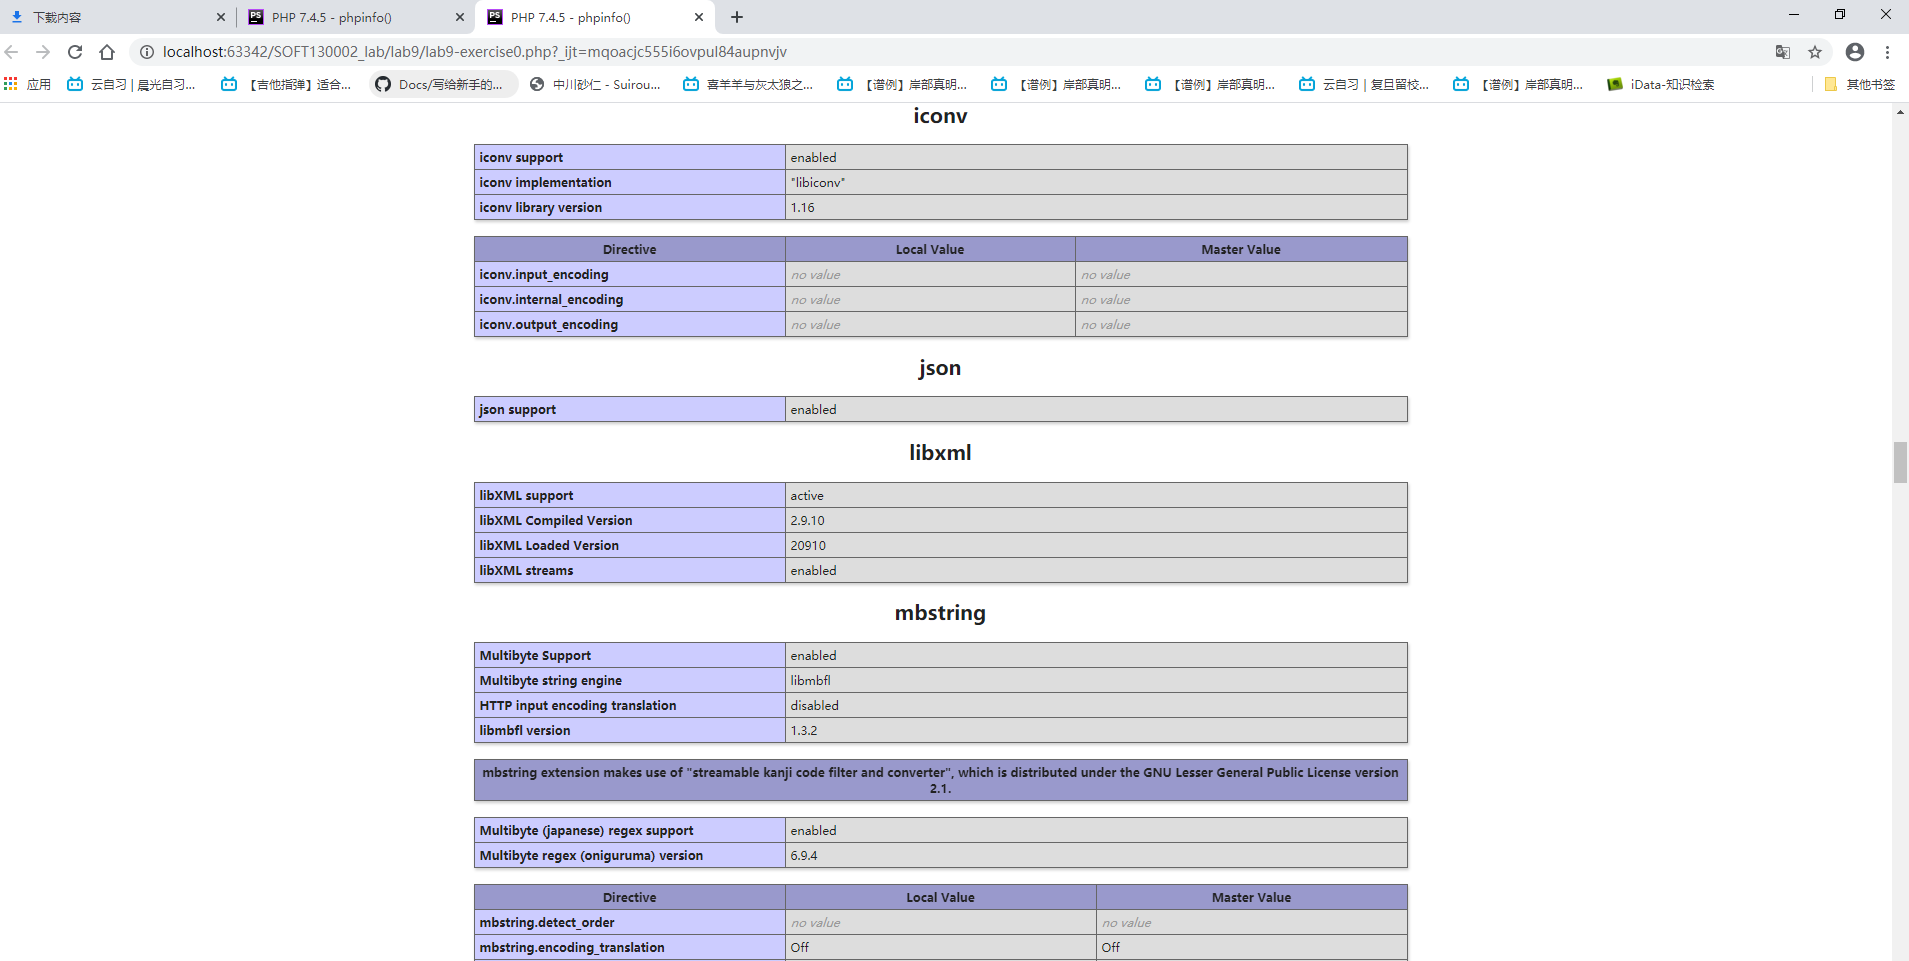 下载内容
PHP 7.4.5 - phpinfo()
PHP 7.4.5 - phpinfo()
localhost:63342/SOFT130002_lab/lab9/lab9-exercise0.php?_ijt=mqoacjc555i6ovpul84aupnvjv
应用
云自习 | 晨光自习...
【吉他指弹】适合...
Docs/写给新手的...
中川砂仁 - Suirou...
喜羊羊与灰太狼之...
【谱例】岸部真明...
【谱例】岸部真明...
【谱例】岸部真明...
云自习 | 复旦留校...
【谱例】岸部真明...
iData-知识检索
其他书签
iconv
iconv support enabled
iconv implementation "libiconv"
iconv library version 1.16
Directive Local Value Master Value
iconv.input_encoding no value no value
iconv.internal_encoding no value no value
iconv.output_encoding no value no value
json
json support enabled
libxml
libXML support active
libXML Compiled Version 2.9.10
libXML Loaded Version 20910
libXML streams enabled
mbstring
Multibyte Support enabled
Multibyte string engine libmbfl
HTTP input encoding translation disabled
libmbfl version 1.3.2
mbstring extension makes use of "streamable kanji code filter and converter", which is distributed under the GNU Lesser General Public License version
2.1.
Multibyte (japanese) regex support enabled
Multibyte regex (oniguruma) version 6.9.4
Directive Local Value Master Value
mbstring.detect_order no value no value
mbstring.encoding_translation Off Off